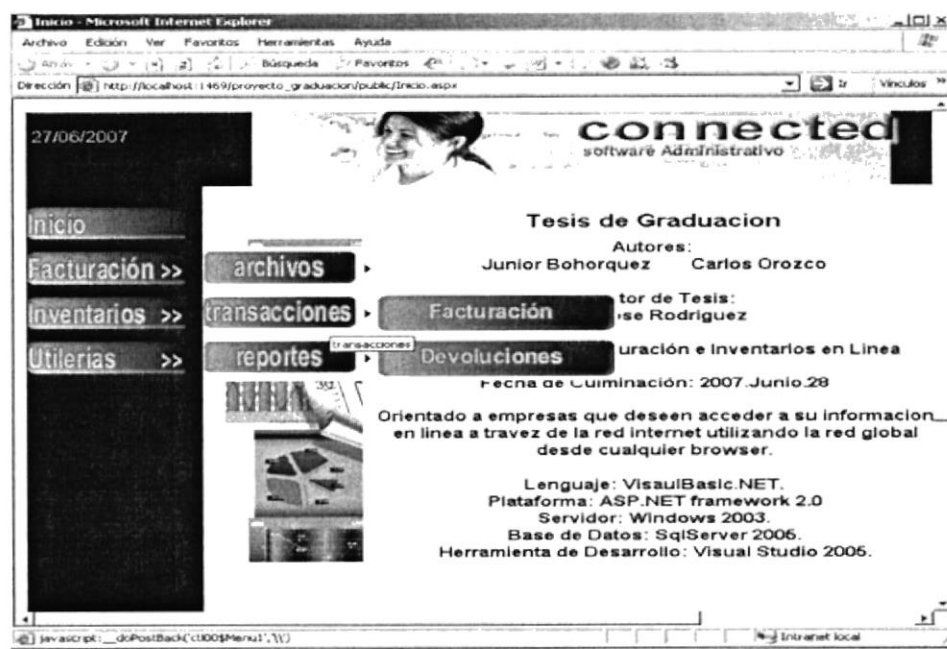 Inicio - Microsoft Internet Explorer
Archivo Edición Ver Favoritos Herramientas Ayuda
Atrás Búsqueda Favoritos
Dirección http://localhost:1469/proyecto_graduacion/public/Inicio.aspx Ir Vínculos »
27/06/2007
connected
software Administrativo
Inicio
Facturación >>
Inventarios >>
Utilerias >>
archivos
transacciones
reportes
transacciones
Facturación
Devoluciones
Tesis de Graduacion
Autores:
Junior Bohorquez Carlos Orozco
tor de Tesis:
se Rodriguez
uración e Inventarios en Linea
Fecha de Culminación: 2007.Junio.28
Orientado a empresas que deseen acceder a su informacion
en linea a travez de la red internet utilizando la red global
desde cualquier browser.
Lenguaje: VisaulBasic.NET.
Plataforma: ASP.NET framework 2.0
Servidor: Windows 2003.
Base de Datos: SqlServer 2005.
Herramienta de Desarrollo: Visual Studio 2005.
javascript:__doPostBack('ctl00$Menu1','\\') Intranet local